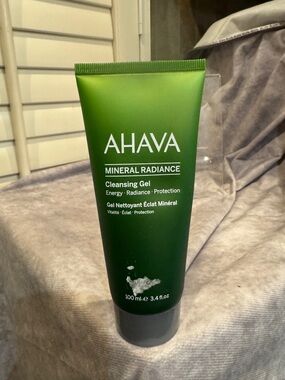 AHAVA
MINERAL RADIANCE
Cleansing Gel
Energy · Radiance · Protection
Gel Nettoyant Éclat Minéral
Vitalité · Éclat · Protection
100 ml ℮ 3.4 fl.oz